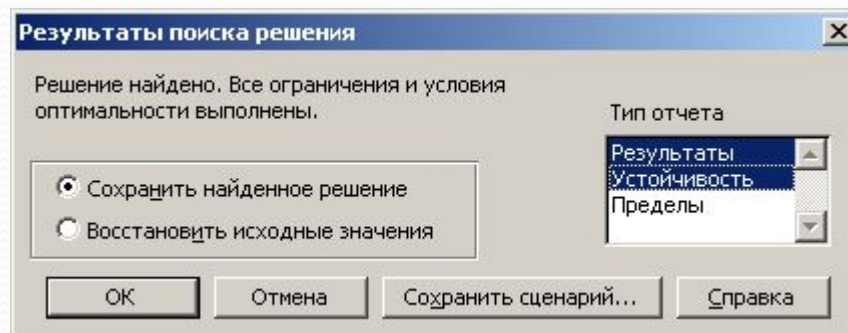 Результаты поиска решения
Решение найдено. Все ограничения и условия
оптимальности выполнены.
Тип отчета
Результаты
Устойчивость
Пределы
Сохранить найденное решение
Восстановить исходные значения
ОК
Отмена
Сохранить сценарий...
Справка